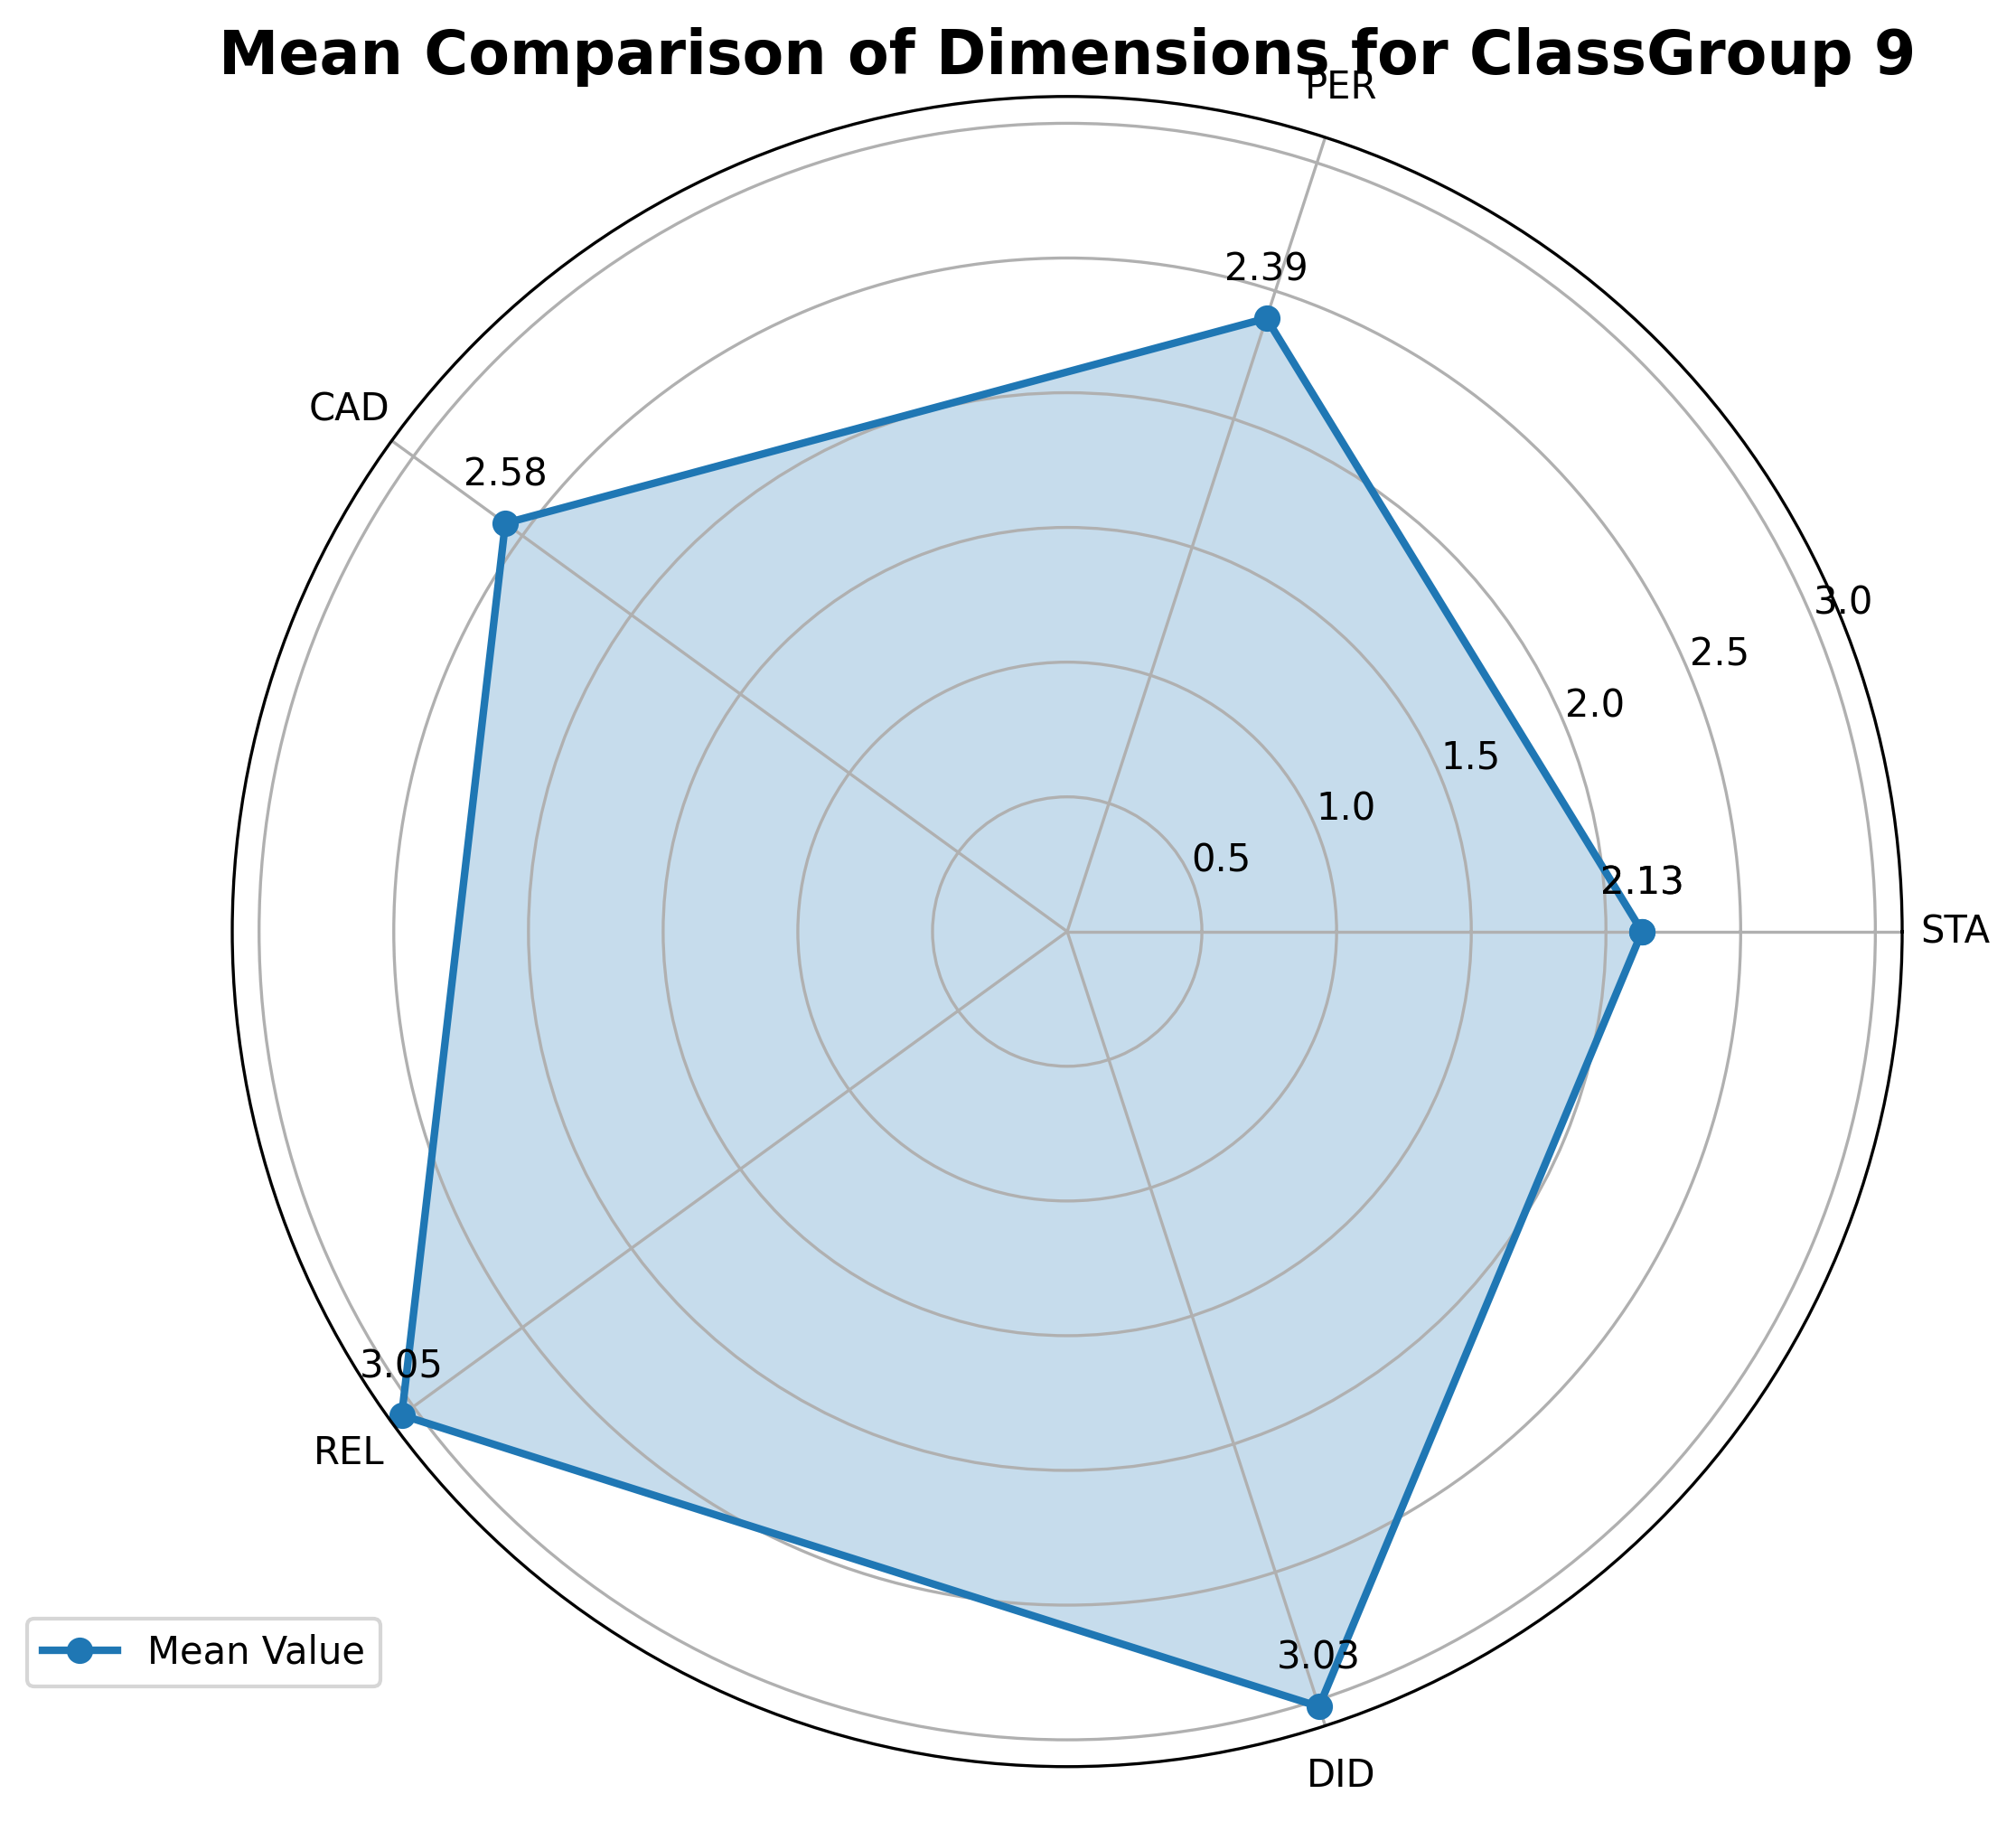 Mean Comparison of Dimensions for ClassGroup 9
PER
2.39
CAD
2.58
3.0
2.5
2.0
1.5
1.0
0.5
2.13
STA
3.05
REL
3.03
DID
Mean Value